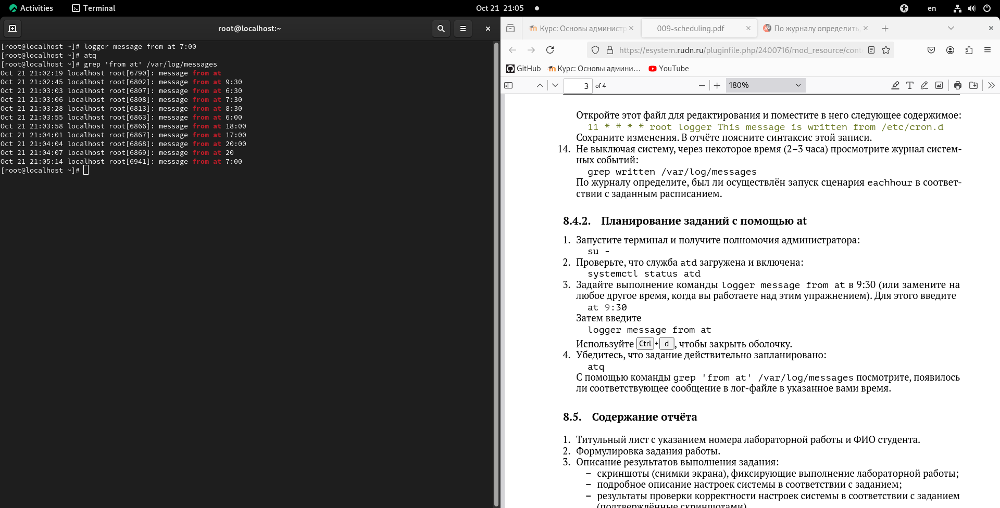 Activities Terminal Oct 21 21:05 en
root@localhost:~
[root@localhost ~]# logger message from at 7:00
[root@localhost ~]# atq
[root@localhost ~]# grep 'from at' /var/log/messages
Oct 21 21:02:19 localhost root[6790]: message from at
Oct 21 21:02:45 localhost root[6802]: message from at 9:30
Oct 21 21:03:03 localhost root[6807]: message from at 6:30
Oct 21 21:03:06 localhost root[6808]: message from at 7:30
Oct 21 21:03:28 localhost root[6813]: message from at 8:30
Oct 21 21:03:55 localhost root[6863]: message from at 6:00
Oct 21 21:03:58 localhost root[6866]: message from at 18:00
Oct 21 21:04:01 localhost root[6867]: message from at 17:00
Oct 21 21:04:04 localhost root[6868]: message from at 20:00
Oct 21 21:04:07 localhost root[6869]: message from at 20
Oct 21 21:05:14 localhost root[6941]: message from at 7:00
[root@localhost ~]#
Курс: Основы администр 009-scheduling.pdf По журналу определить,
https://esystem.rudn.ru/pluginfile.php/2400716/mod_resource/cont
GitHub Курс: Основы админи… YouTube
3 of 4 180%
Откройте этот файл для редактирования и поместите в него следующее содержимое:
11 * * * * root logger This message is written from /etc/cron.d
Сохраните изменения. В отчёте поясните синтаксис этой записи.
14. Не выключая систему, через некоторое время (2–3 часа) просмотрите журнал систем-
ных событий:
grep written /var/log/messages
По журналу определите, был ли осуществлён запуск сценария eachhour в соответ-
ствии с заданным расписанием.
8.4.2. Планирование заданий с помощью at
1. Запустите терминал и получите полномочия администратора:
su -
2. Проверьте, что служба atd загружена и включена:
systemctl status atd
3. Задайте выполнение команды logger message from at в 9:30 (или замените на
любое другое время, когда вы работаете над этим упражнением). Для этого введите
at 9:30
Затем введите
logger message from at
Используйте Ctrl + d , чтобы закрыть оболочку.
4. Убедитесь, что задание действительно запланировано:
atq
С помощью команды grep 'from at' /var/log/messages посмотрите, появилось
ли соответствующее сообщение в лог-файле в указанное вами время.
8.5. Содержание отчёта
1. Титульный лист с указанием номера лабораторной работы и ФИО студента.
2. Формулировка задания работы.
3. Описание результатов выполнения задания:
– скриншоты (снимки экрана), фиксирующие выполнение лабораторной работы;
– подробное описание настроек системы в соответствии с заданием;
– результаты проверки корректности настроек системы в соответствии с заданием
(подтверждённые скриншотами)